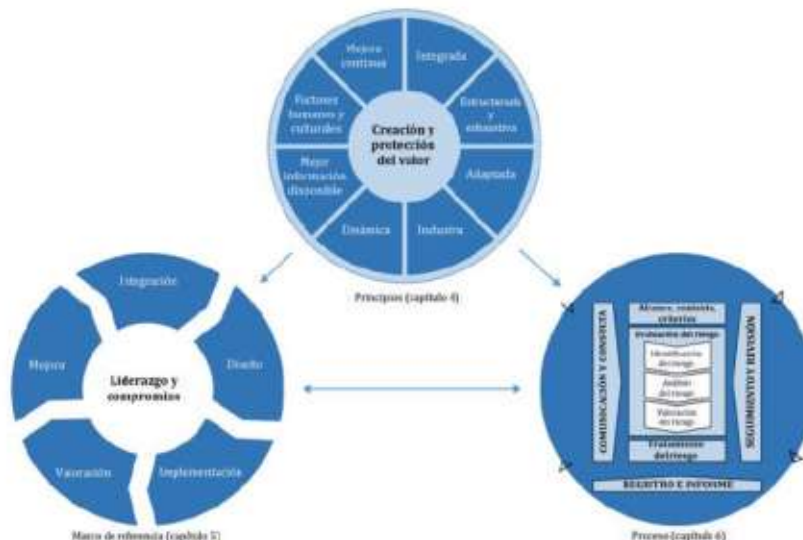 Mejora
continua
Integrada
Factores
humanos y
culturales
Estructurada
y
exhaustiva
Creación y
protección
del valor
Mejor
información
disponible
Adaptada
Dinámica
Inclusiva
Principios (capítulo 4)
Integración
Mejora
Diseño
Liderazgo y
compromiso
Valoración
Implementación
Marco de referencia (capítulo 5)
COMUNICACIÓN Y CONSULTA
Alcance, contexto,
criterios
Evaluación del riesgo
Identificación
del riesgo
Análisis
del riesgo
Valoración
del riesgo
Tratamiento
del riesgo
SEGUIMIENTO Y REVISIÓN
REGISTRO E INFORME
Proceso (capítulo 6)